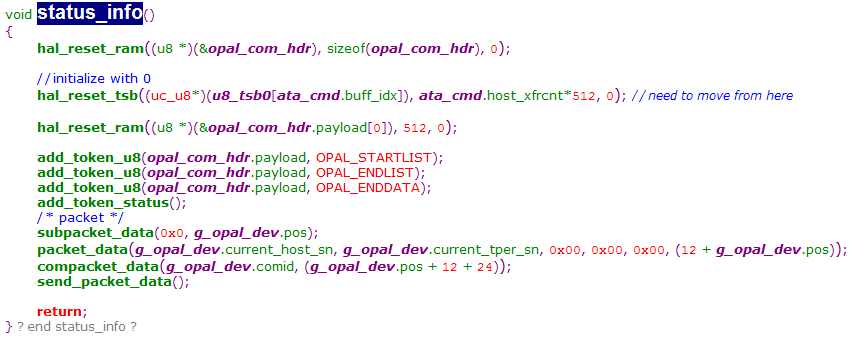 void status_info()
{
hal_reset_ram((u8 *)(&opal_com_hdr), sizeof(opal_com_hdr), 0);
//initialize with 0
hal_reset_tsb((uc_u8*)(u8_tsb0[ata_cmd.buff_idx]), ata_cmd.host_xfrcnt*512, 0); //need to move from here
hal_reset_ram((u8 *)(&opal_com_hdr.payload[0]), 512, 0);
add_token_u8(opal_com_hdr.payload, OPAL_STARTLIST);
add_token_u8(opal_com_hdr.payload, OPAL_ENDLIST);
add_token_u8(opal_com_hdr.payload, OPAL_ENDDATA);
add_token_status();
/* packet */
subpacket_data(0x0, g_opal_dev.pos);
packet_data(g_opal_dev.current_host_sn, g_opal_dev.current_tper_sn, 0x00, 0x00, 0x00, (12 + g_opal_dev.pos));
compacket_data(g_opal_dev.comid, (g_opal_dev.pos + 12 + 24));
send_packet_data();
return;
} ? end status_info ?